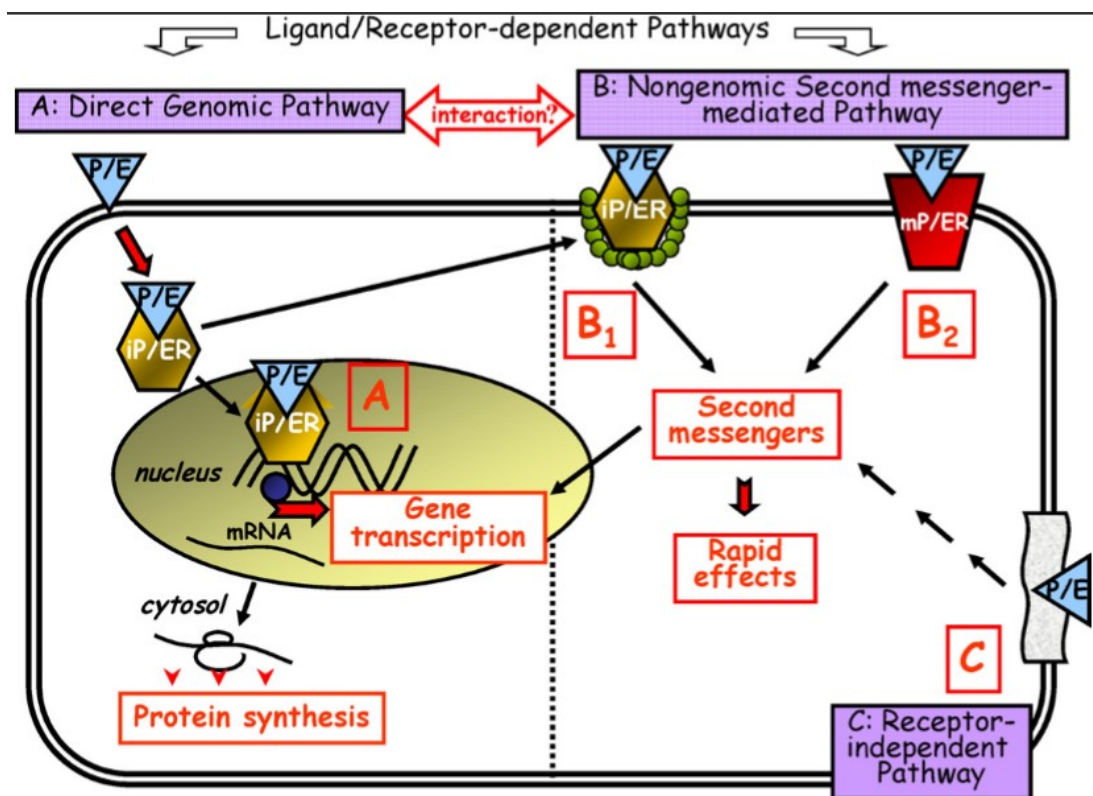 Ligand/Receptor-dependent Pathways
A: Direct Genomic Pathway
interaction?
B: Nongenomic Second messenger-
mediated Pathway
P/E
P/E
iP/ER
P/E
mP/ER
P/E
iP/ER
B1
B2
P/E
iP/ER
A
nucleus
mRNA
Gene
transcription
Second
messengers
Rapid
effects
P/E
cytosol
Protein synthesis
C
C: Receptor-
independent
Pathway